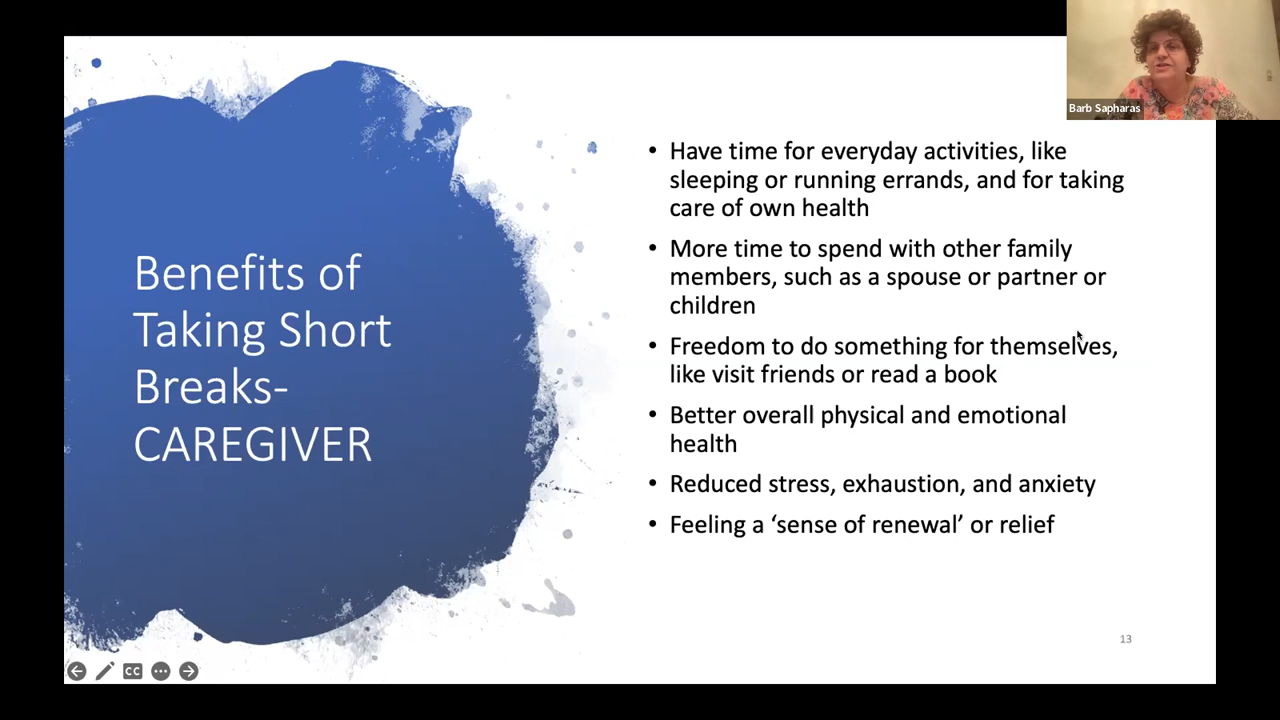 Barb Sapharas
Benefits of
Taking Short
Breaks-
CAREGIVER
• Have time for everyday activities, like
sleeping or running errands, and for taking
care of own health
• More time to spend with other family
members, such as a spouse or partner or
children
• Freedom to do something for themselves,
like visit friends or read a book
• Better overall physical and emotional
health
• Reduced stress, exhaustion, and anxiety
• Feeling a ‘sense of renewal’ or relief
13
CC